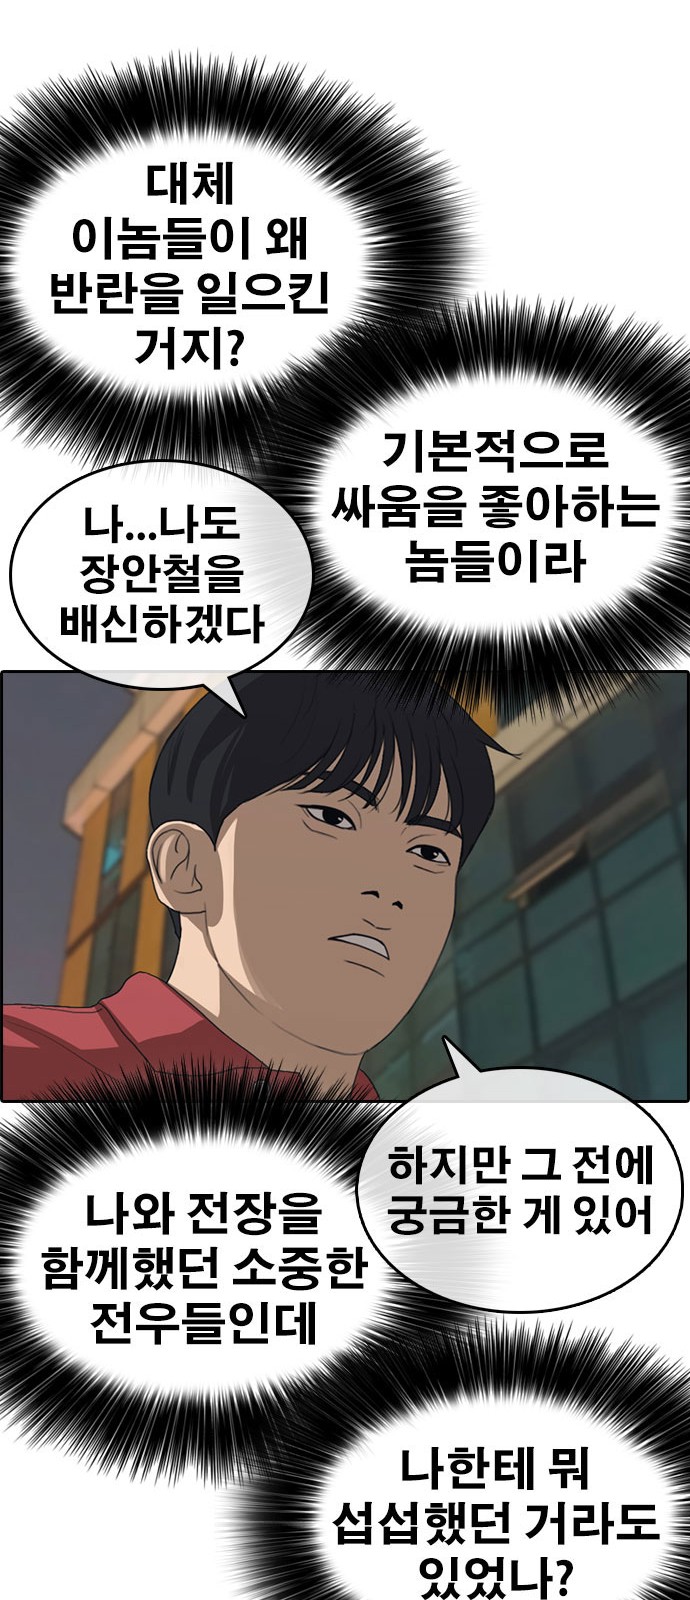 대체
이놈들이 왜
반란을 일으킨
거지?
기본적으로
싸움을 좋아하는
놈들이라
나...나도
장안철을
배신하겠다
하지만 그 전에
궁금한 게 있어
나와 전장을
함께했던 소중한
전우들인데
나한테 뭐
섭섭했던 거라도
있었나?